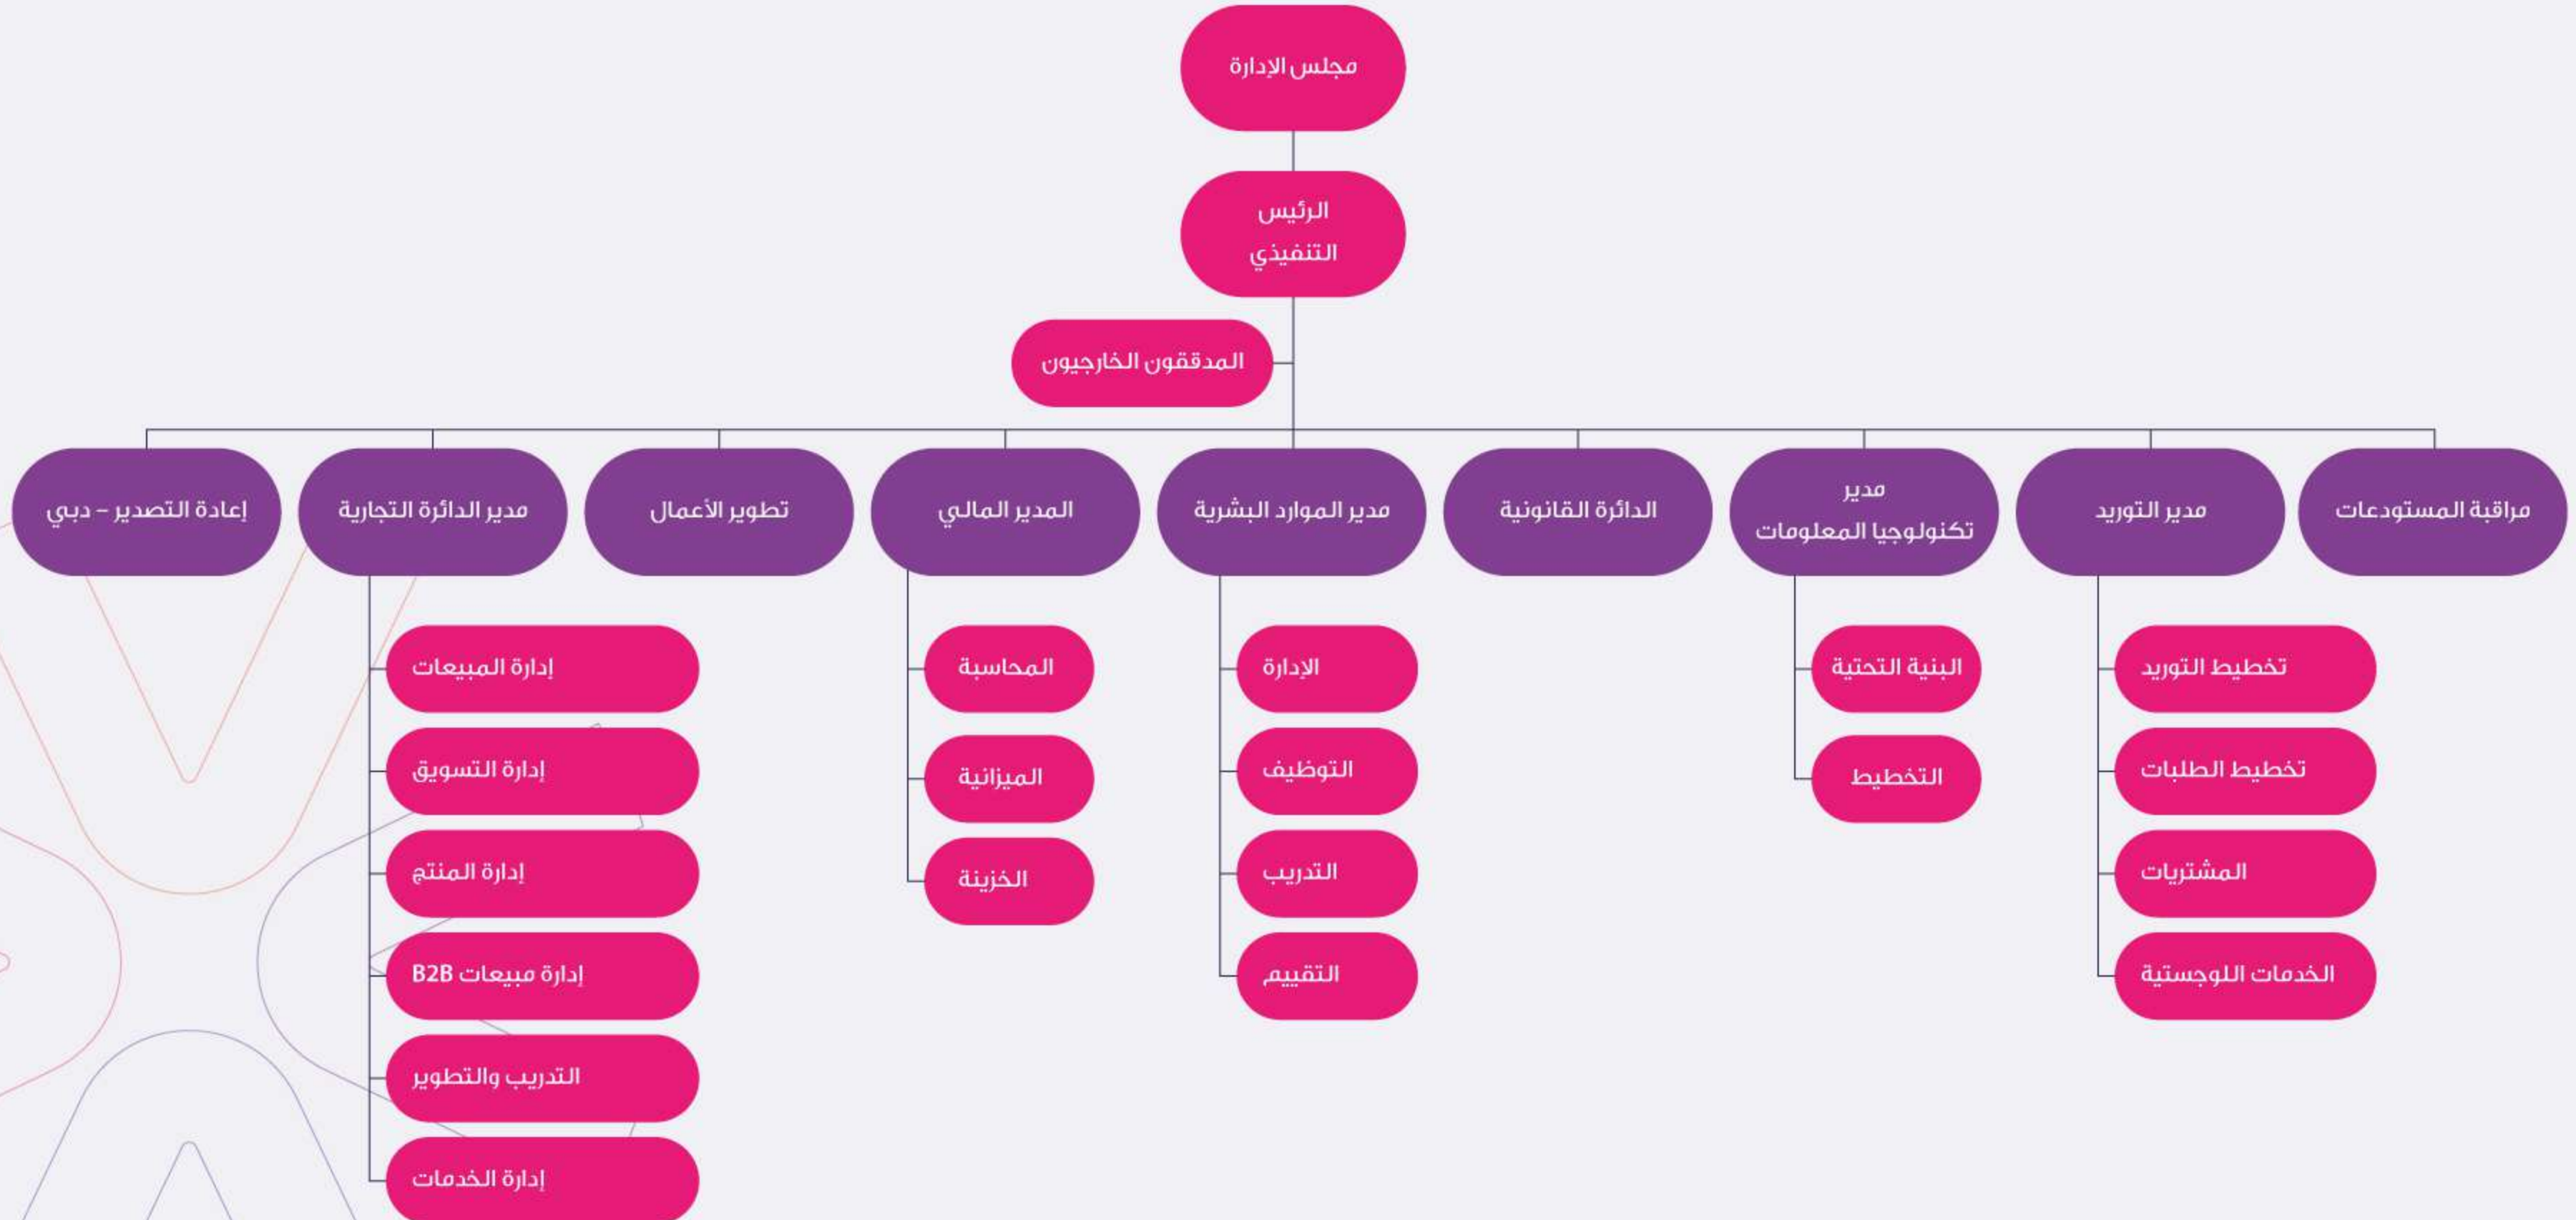 مجلس الإدارة
الرئيس
التنفيذي
المدققون الخارجيون
مراقبة المستودعات
مدير التوريد
مدير
تكنولوجيا المعلومات
الدائرة القانونية
مدير الموارد البشرية
المدير المالي
تطوير الأعمال
مدير الدائرة التجارية
إعادة التصدير – دبي
تخطيط التوريد
تخطيط الطلبات
المشتريات
الخدمات اللوجستية
البنية التحتية
التخطيط
الإدارة
التوظيف
التدريب
التقييم
المحاسبة
الميزانية
الخزينة
إدارة المبيعات
إدارة التسويق
إدارة المنتج
إدارة مبيعات B2B
التدريب والتطوير
إدارة الخدمات